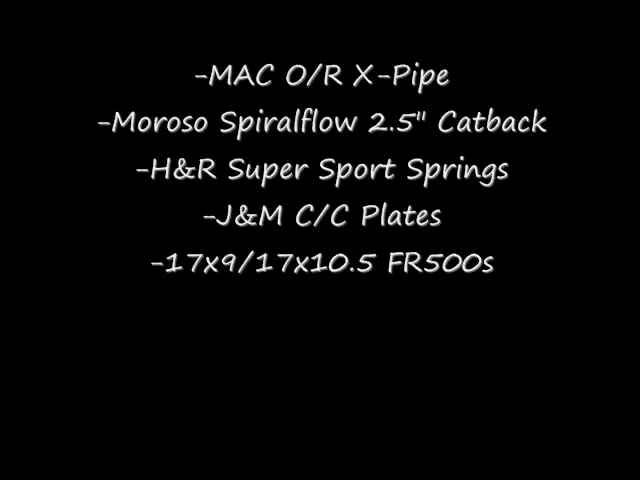 -MAC O/R X-Pipe
-Moroso Spiralflow 2.5" Catback
-H&R Super Sport Springs
-J&M C/C Plates
-17x9/17x10.5 FR500s